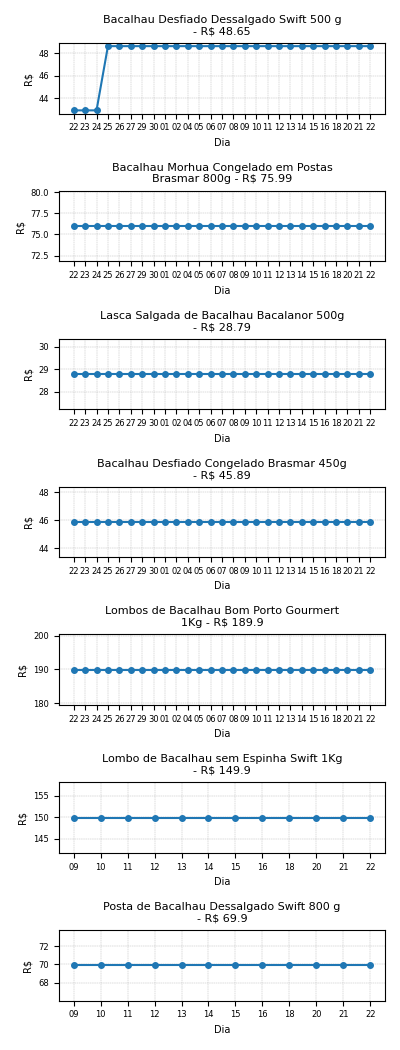 Bacalhau Desfiado Dessalgado Swift 500 g
- R$ 48.65
48
46
44
R$
22 23 24 25 26 27 29 30 01 02 04 05 06 07 08 09 10 11 12 13 14 15 16 18 20 21 22
Dia
Bacalhau Morhua Congelado em Postas
Brasmar 800g - R$ 75.99
80.0
77.5
75.0
72.5
R$
22 23 24 25 26 27 29 30 01 02 04 05 06 07 08 09 10 11 12 13 14 15 16 18 20 21 22
Dia
Lasca Salgada de Bacalhau Bacalanor 500g
- R$ 28.79
30
29
28
R$
22 23 24 25 26 27 29 30 01 02 04 05 06 07 08 09 10 11 12 13 14 15 16 18 20 21 22
Dia
Bacalhau Desfiado Congelado Brasmar 450g
- R$ 45.89
48
46
44
R$
22 23 24 25 26 27 29 30 01 02 04 05 06 07 08 09 10 11 12 13 14 15 16 18 20 21 22
Dia
Lombos de Bacalhau Bom Porto Gourmert
1Kg - R$ 189.9
200
190
180
R$
22 23 24 25 26 27 29 30 01 02 04 05 06 07 08 09 10 11 12 13 14 15 16 18 20 21 22
Dia
Lombo de Bacalhau sem Espinha Swift 1Kg
- R$ 149.9
155
150
145
R$
09 10 11 12 13 14 15 16 18 20 21 22
Dia
Posta de Bacalhau Dessalgado Swift 800 g
- R$ 69.9
72
70
68
R$
09 10 11 12 13 14 15 16 18 20 21 22
Dia